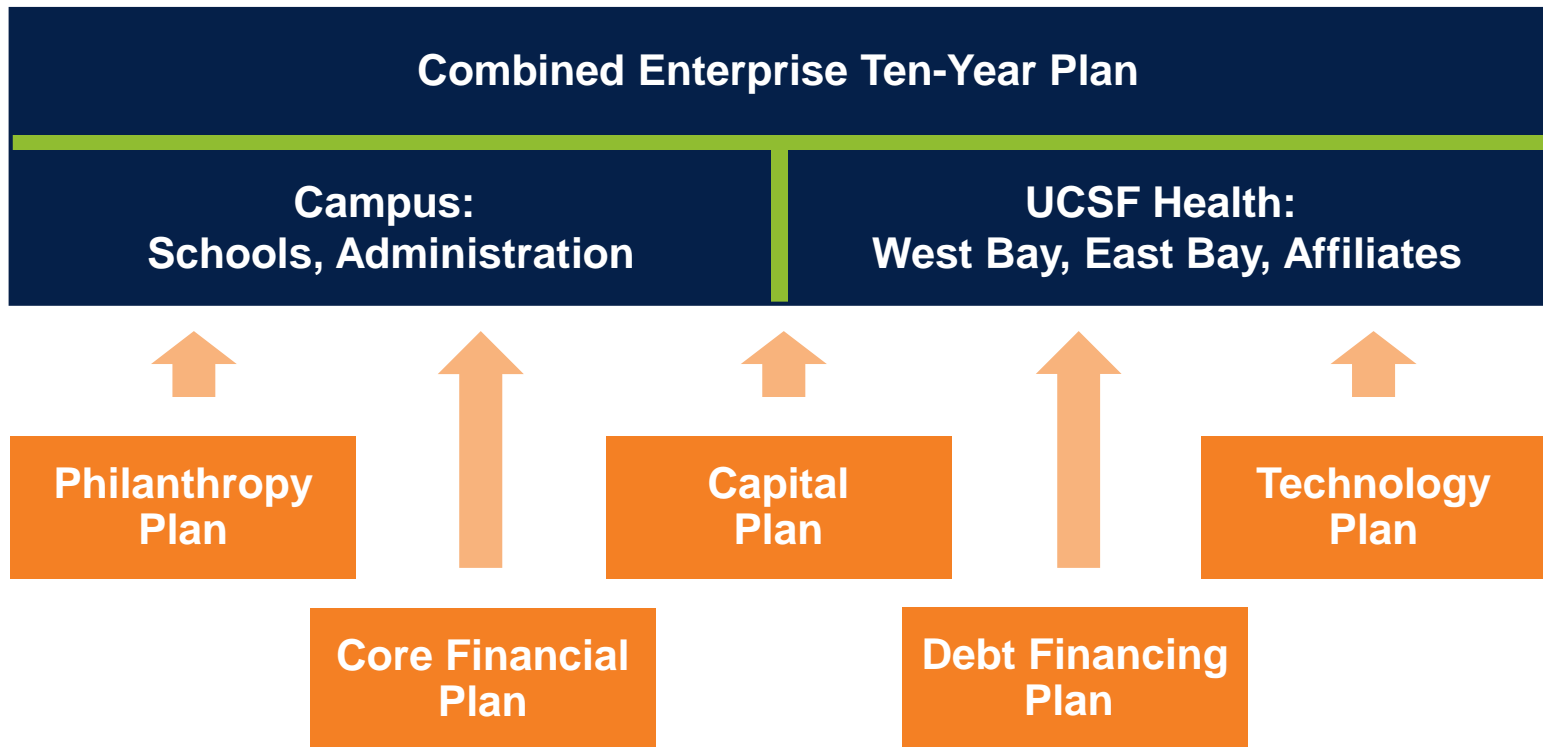 Combined Enterprise Ten-Year Plan
Campus:
Schools, Administration
UCSF Health:
West Bay, East Bay, Affiliates
Philanthropy
Plan
Capital
Plan
Technology
Plan
Core Financial
Plan
Debt Financing
Plan